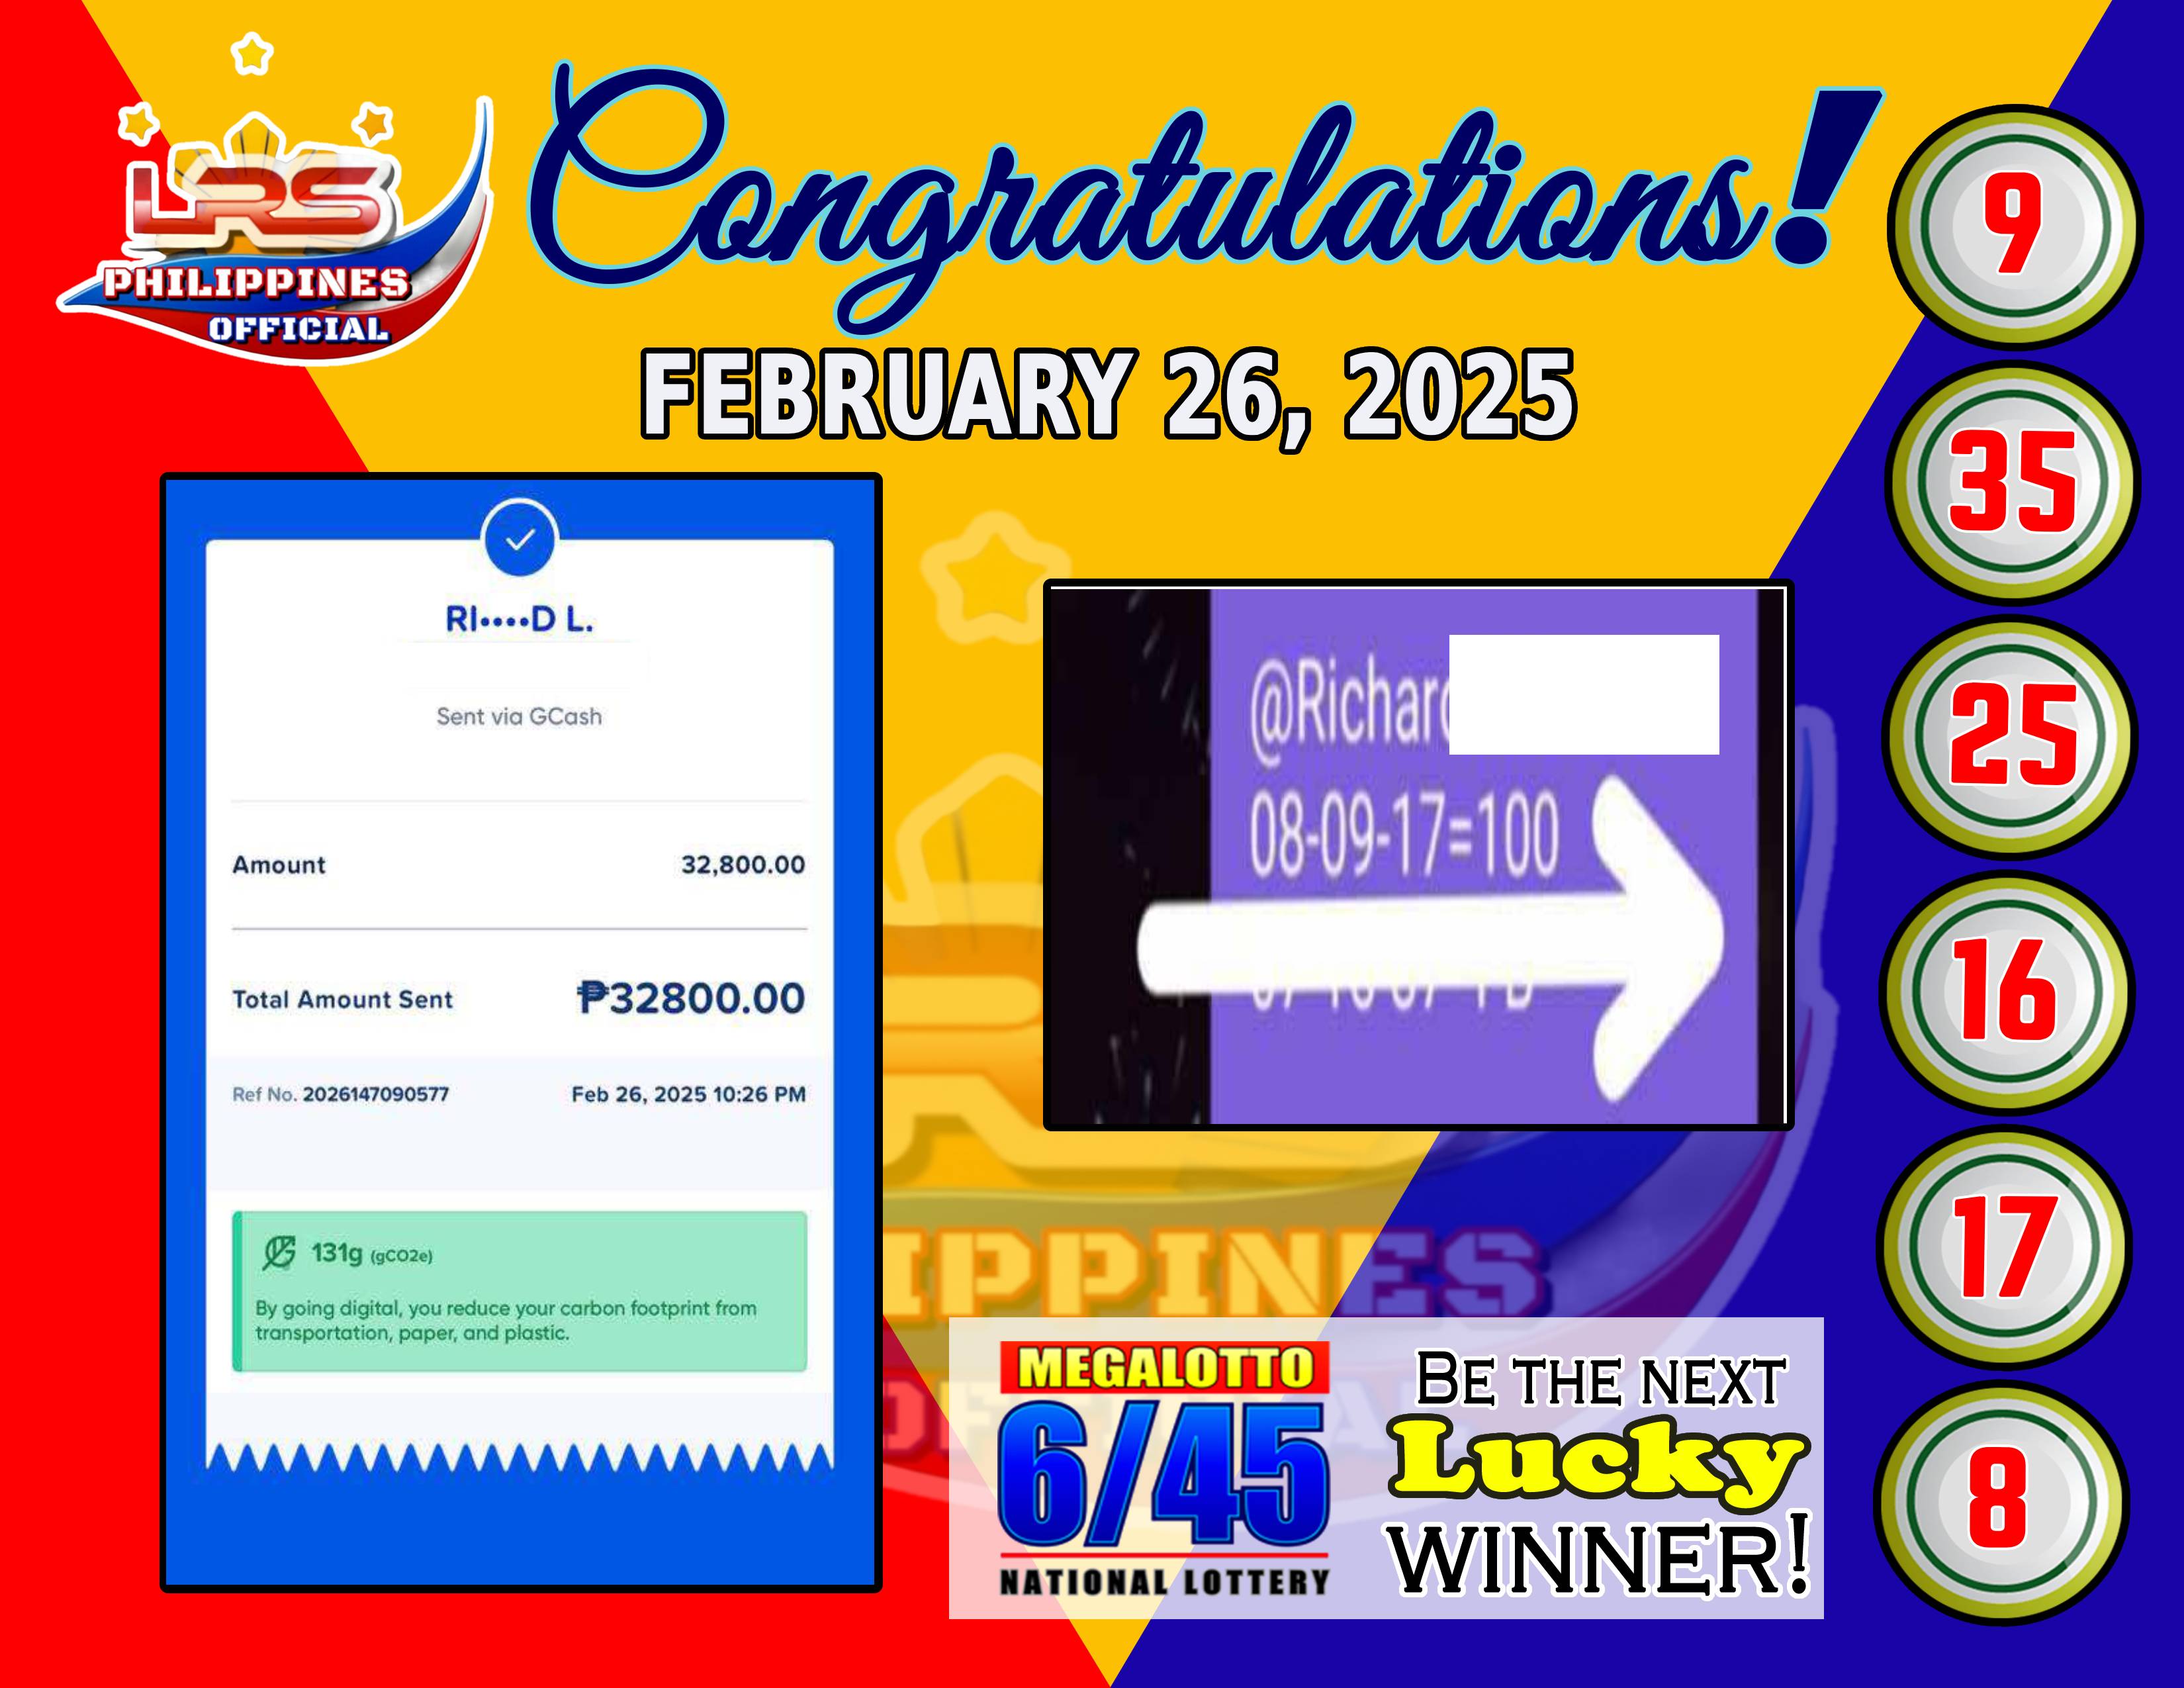 LRS
PHILIPPINES
OFFICIAL
Congratulations!
FEBRUARY 26, 2025
RI••••D L.
Sent via GCash
Amount 32,800.00
Total Amount Sent ₱32800.00
Ref No. 2026147090577 Feb 26, 2025 10:26 PM
131g (gCO2e)
By going digital, you reduce your carbon footprint from
transportation, paper, and plastic.
@Richard
08-09-17=100
IPPINES
MEGALOTTO
6/45
NATIONAL LOTTERY
BE THE NEXT
Lucky
WINNER!
9
35
25
16
17
8